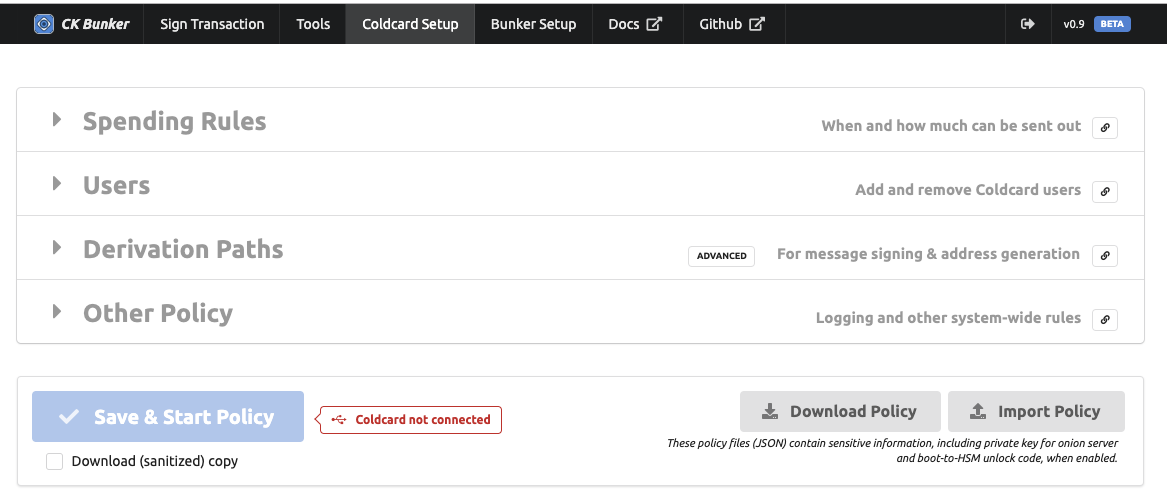 CK Bunker Sign Transaction Tools Coldcard Setup Bunker Setup Docs Github v0.9 BETA
Spending Rules When and how much can be sent out
Users Add and remove Coldcard users
Derivation Paths ADVANCED For message signing & address generation
Other Policy Logging and other system-wide rules
Save & Start Policy Coldcard not connected Download Policy Import Policy
These policy files (JSON) contain sensitive information, including private key for onion server
and boot-to-HSM unlock code, when enabled.
Download (sanitized) copy